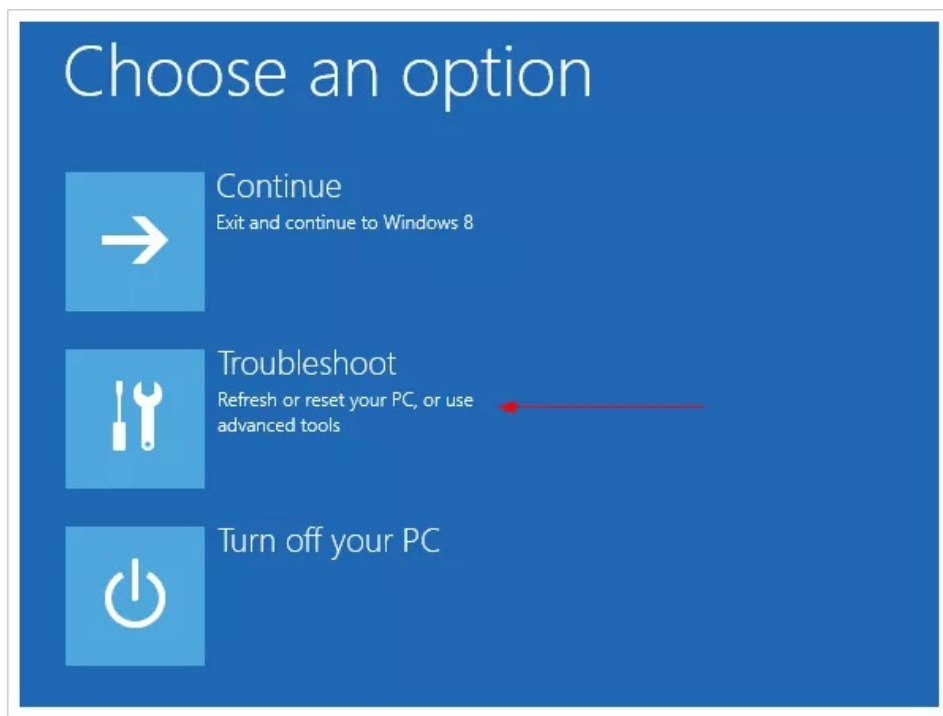 Choose an option
Continue
Exit and continue to Windows 8
Troubleshoot
Refresh or reset your PC, or use
advanced tools
Turn off your PC